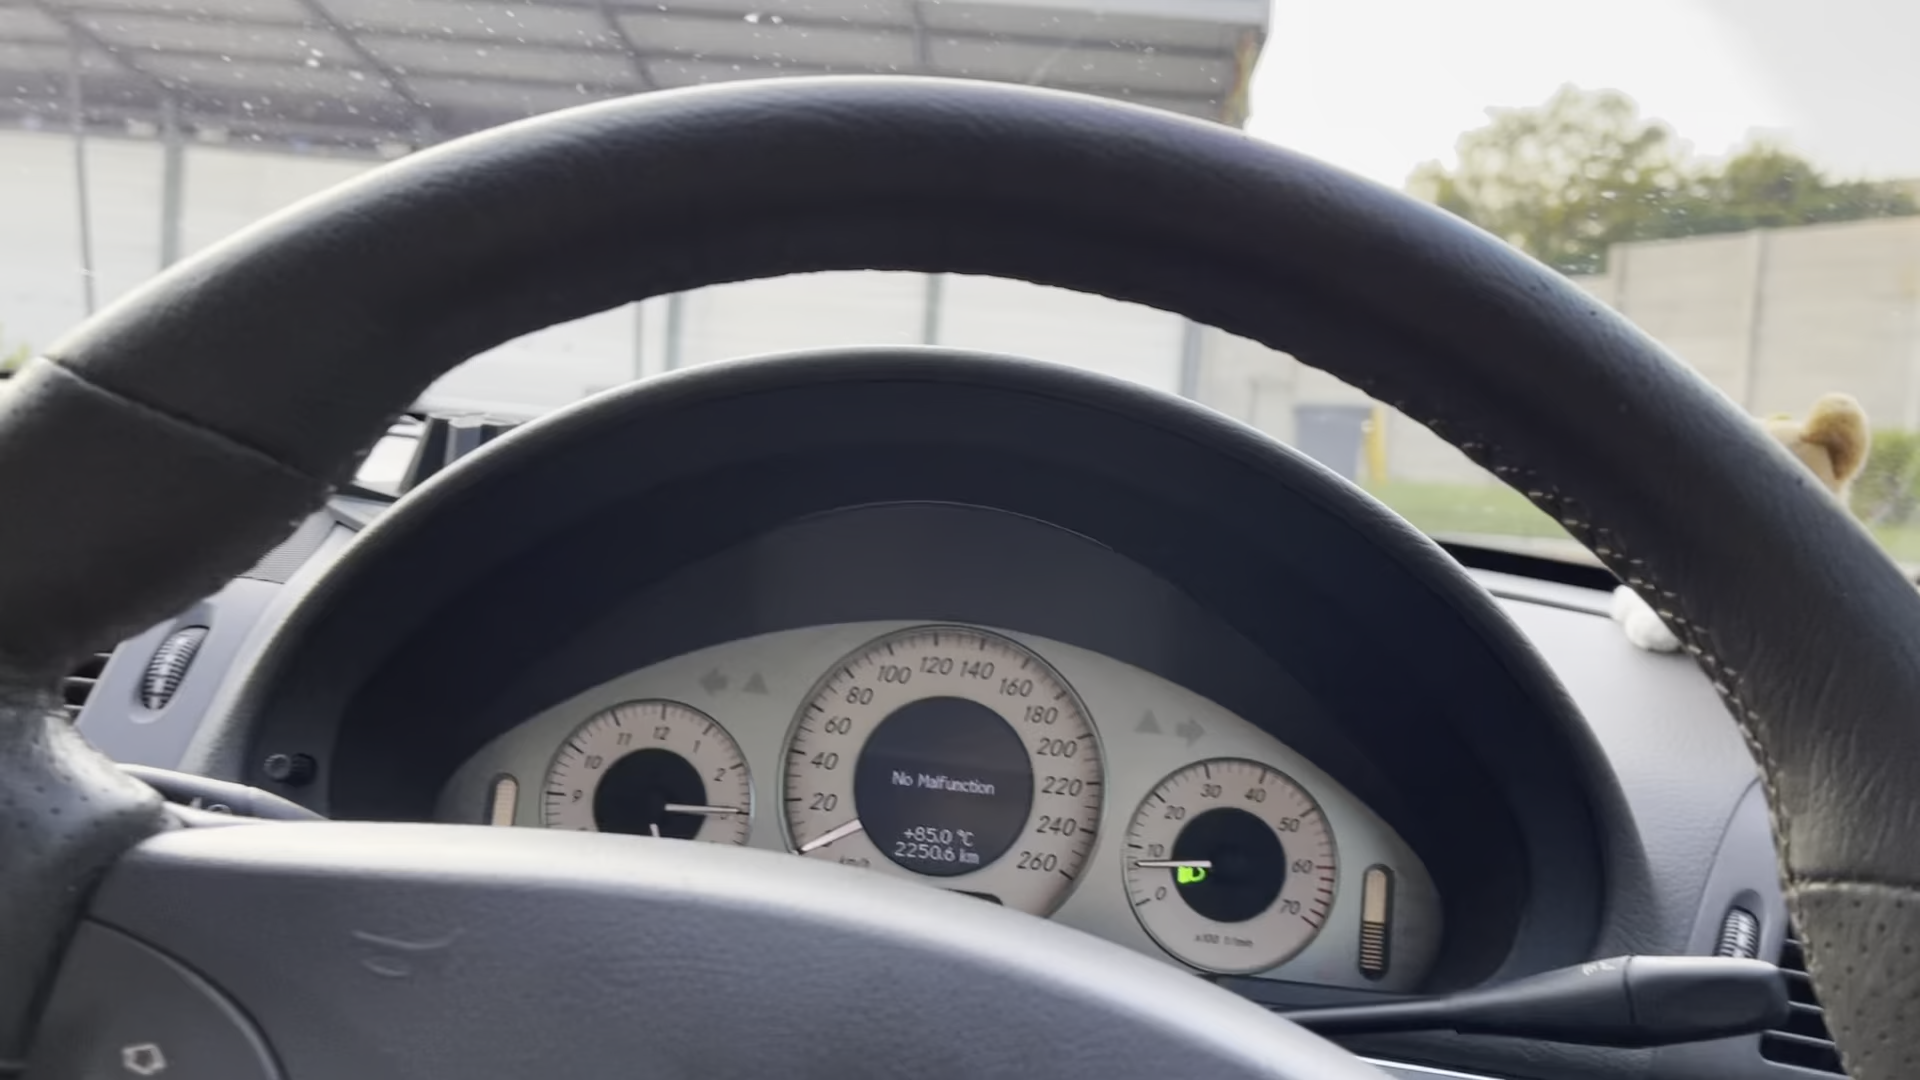 100 120 140
80 160
60 180
40 200
20 220
240
260
km/h
No Malfunction
+85.0 °C
2250.6 km
11 12 1
10 2
9
30 40
20 50
10 60
0 70
x100 1/min